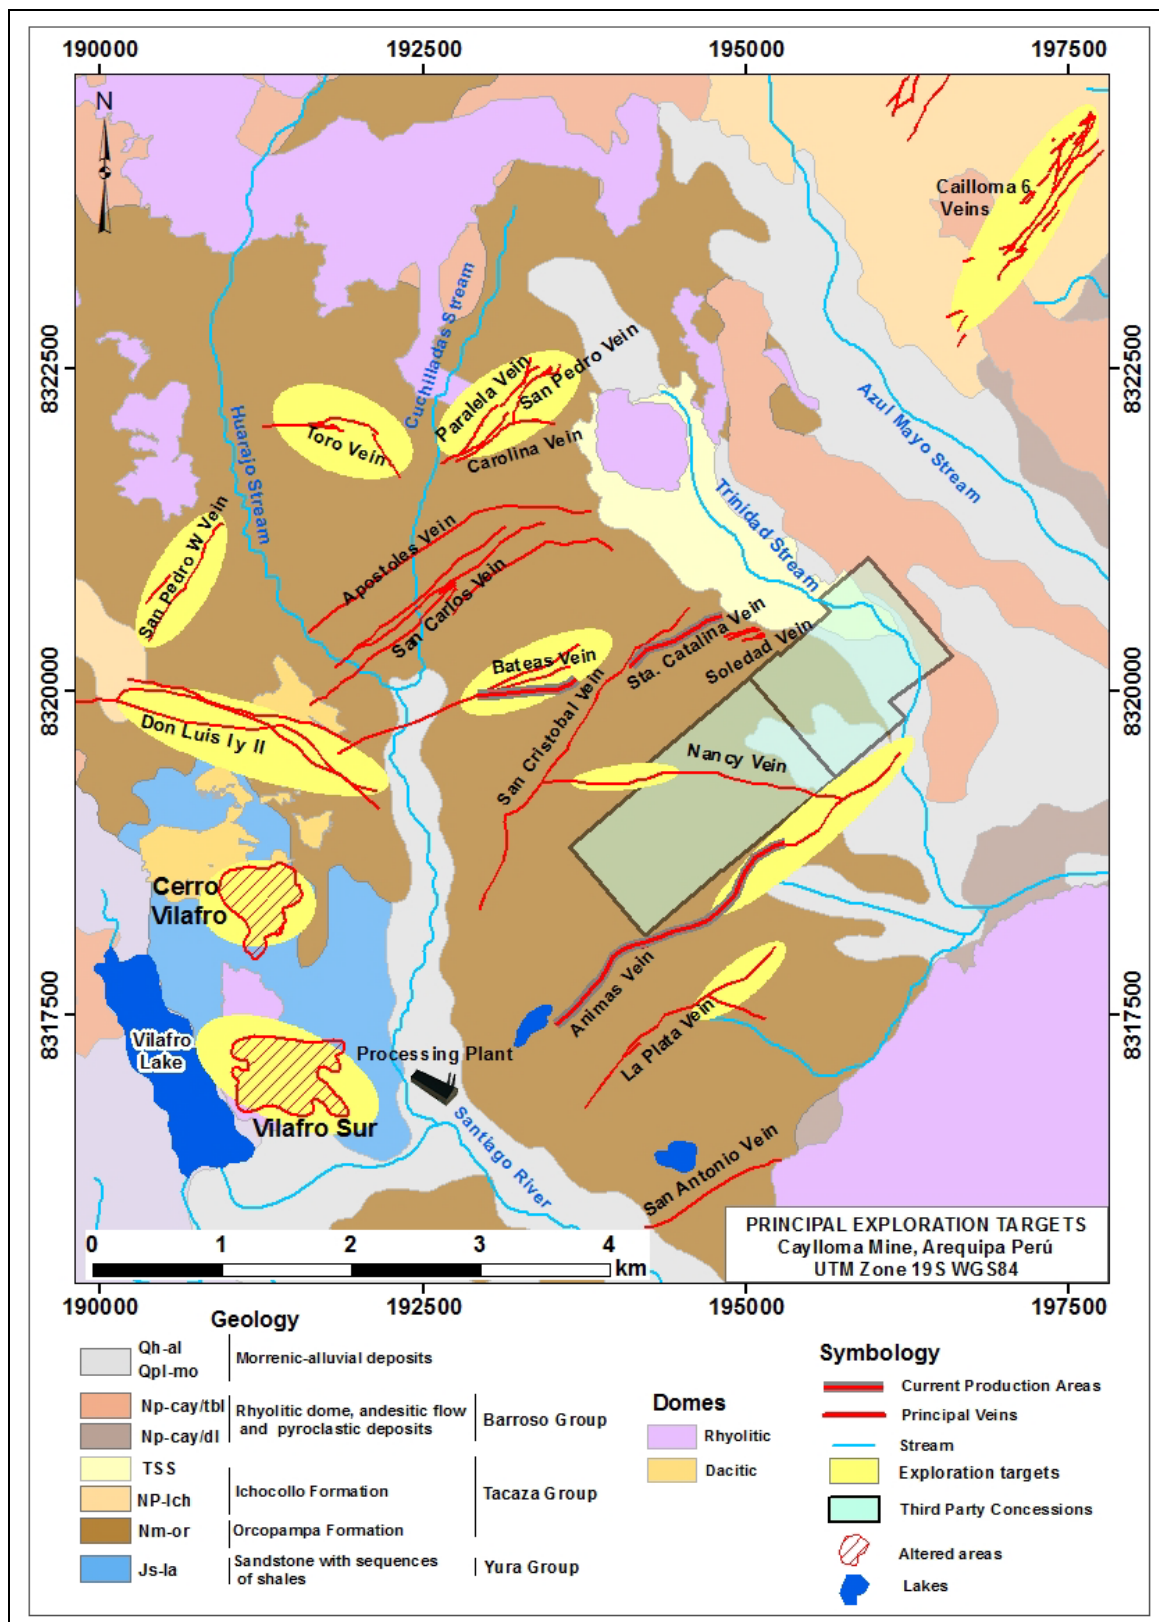 190000 192500 195000 197500
N
Cailloma 6
Veins
8322500
8322500
Cuchilladas Stream
Paralela Vein
San Pedro Vein
Azul Mayo Stream
Huarajo Stream
Toro Vein
Carolina Vein
Trinidad Stream
San Pedro W Vein
Apostoles Vein
San Carlos Vein
Sta. Catalina Vein
Soledad Vein
Bateas Vein
8320000
8320000
San Cristobal Vein
Don Luis I y II
Nancy Vein
Cerro
Vilafro
Animas Vein
8317500
8317500
La Plata Vein
Vilafro
Lake
Processing Plant
Vilafro Sur
Santiago River
San Antonio Vein
PRINCIPAL EXPLORATION TARGETS
Caylloma Mine, Arequipa Perú
UTM Zone 19S WGS84
0 1 2 3 4
km
190000 192500 195000 197500
Geology
Qh-al
Qpl-mo
Morrenic-alluvial deposits
Np-cay/tbl
Np-cay/dl
Rhyolitic dome, andesitic flow
and pyroclastic deposits
Barroso Group
TSS
NP-Ich
Ichocollo Formation
Tacaza Group
Nm-or
Orcopampa Formation
Js-la
Sandstone with sequences
of shales
Yura Group
Domes
Rhyolitic
Dacitic
Symbology
Current Production Areas
Principal Veins
Stream
Exploration targets
Third Party Concessions
Altered areas
Lakes